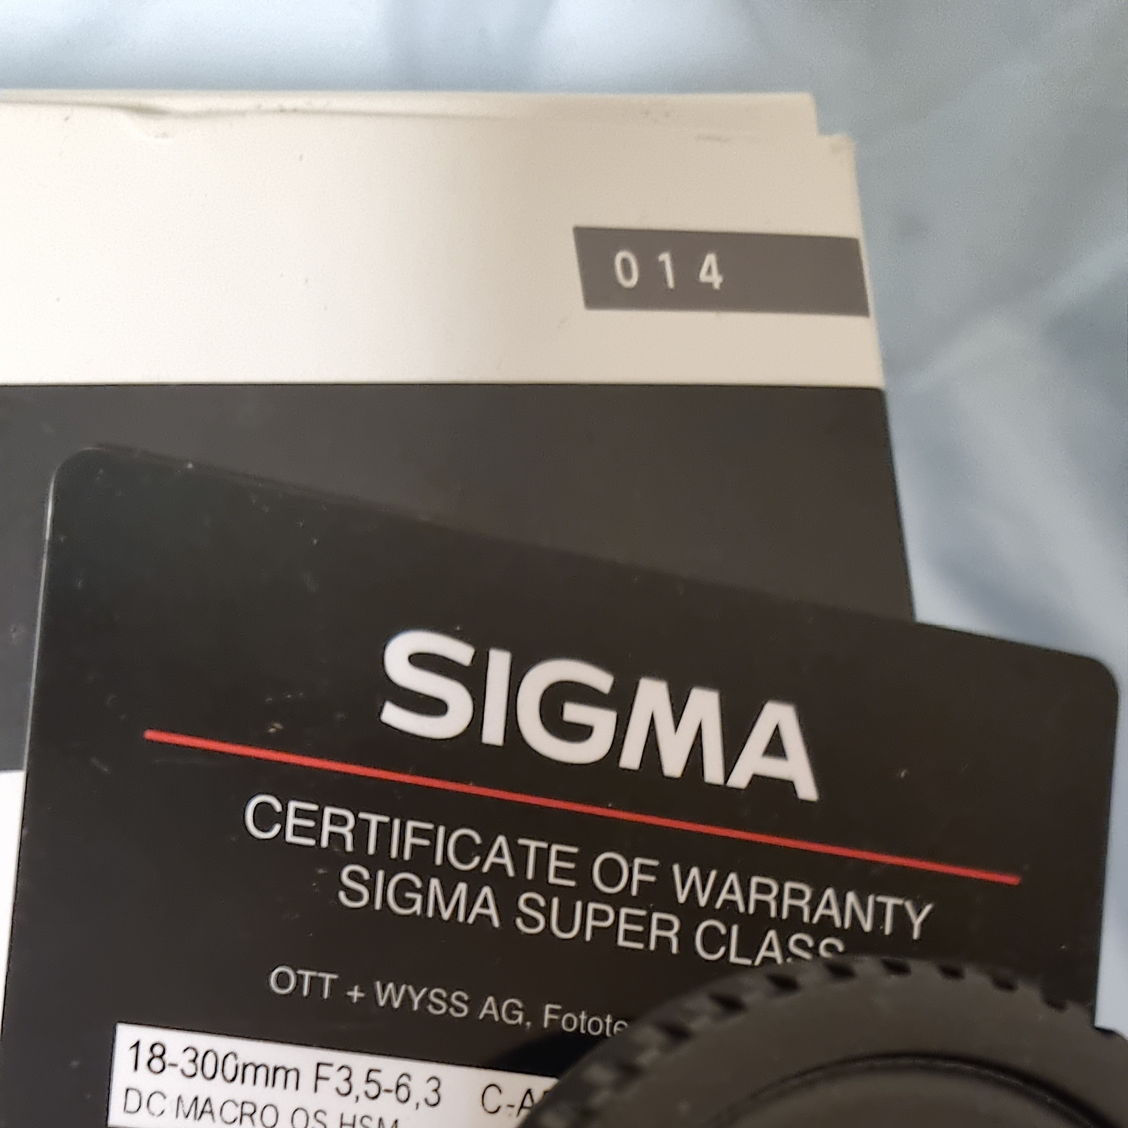 014
SIGMA
CERTIFICATE OF WARRANTY
SIGMA SUPER CLASS
OTT + WYSS AG,
18-300mm F3,5-6,3
DC MACRO OS HSM